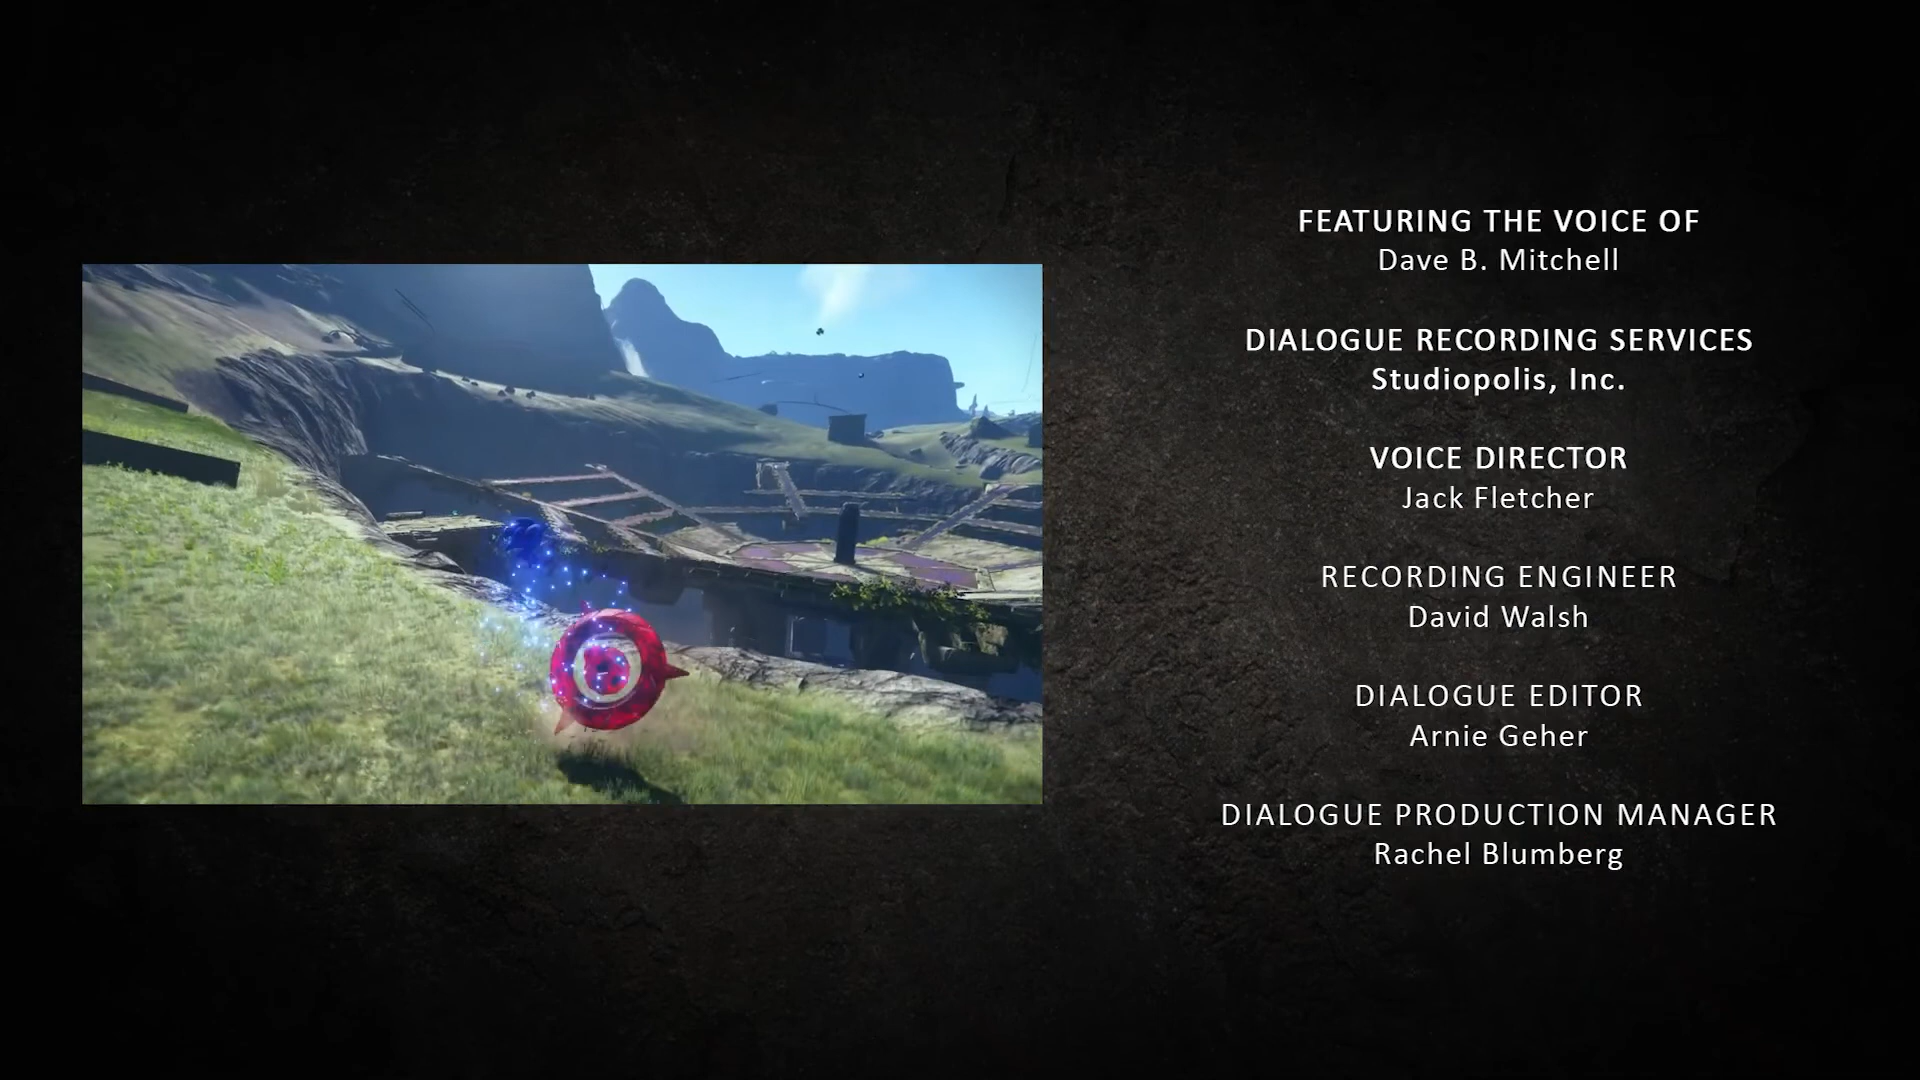 FEATURING THE VOICE OF
Dave B. Mitchell
DIALOGUE RECORDING SERVICES
Studiopolis, Inc.
VOICE DIRECTOR
Jack Fletcher
RECORDING ENGINEER
David Walsh
DIALOGUE EDITOR
Arnie Geher
DIALOGUE PRODUCTION MANAGER
Rachel Blumberg